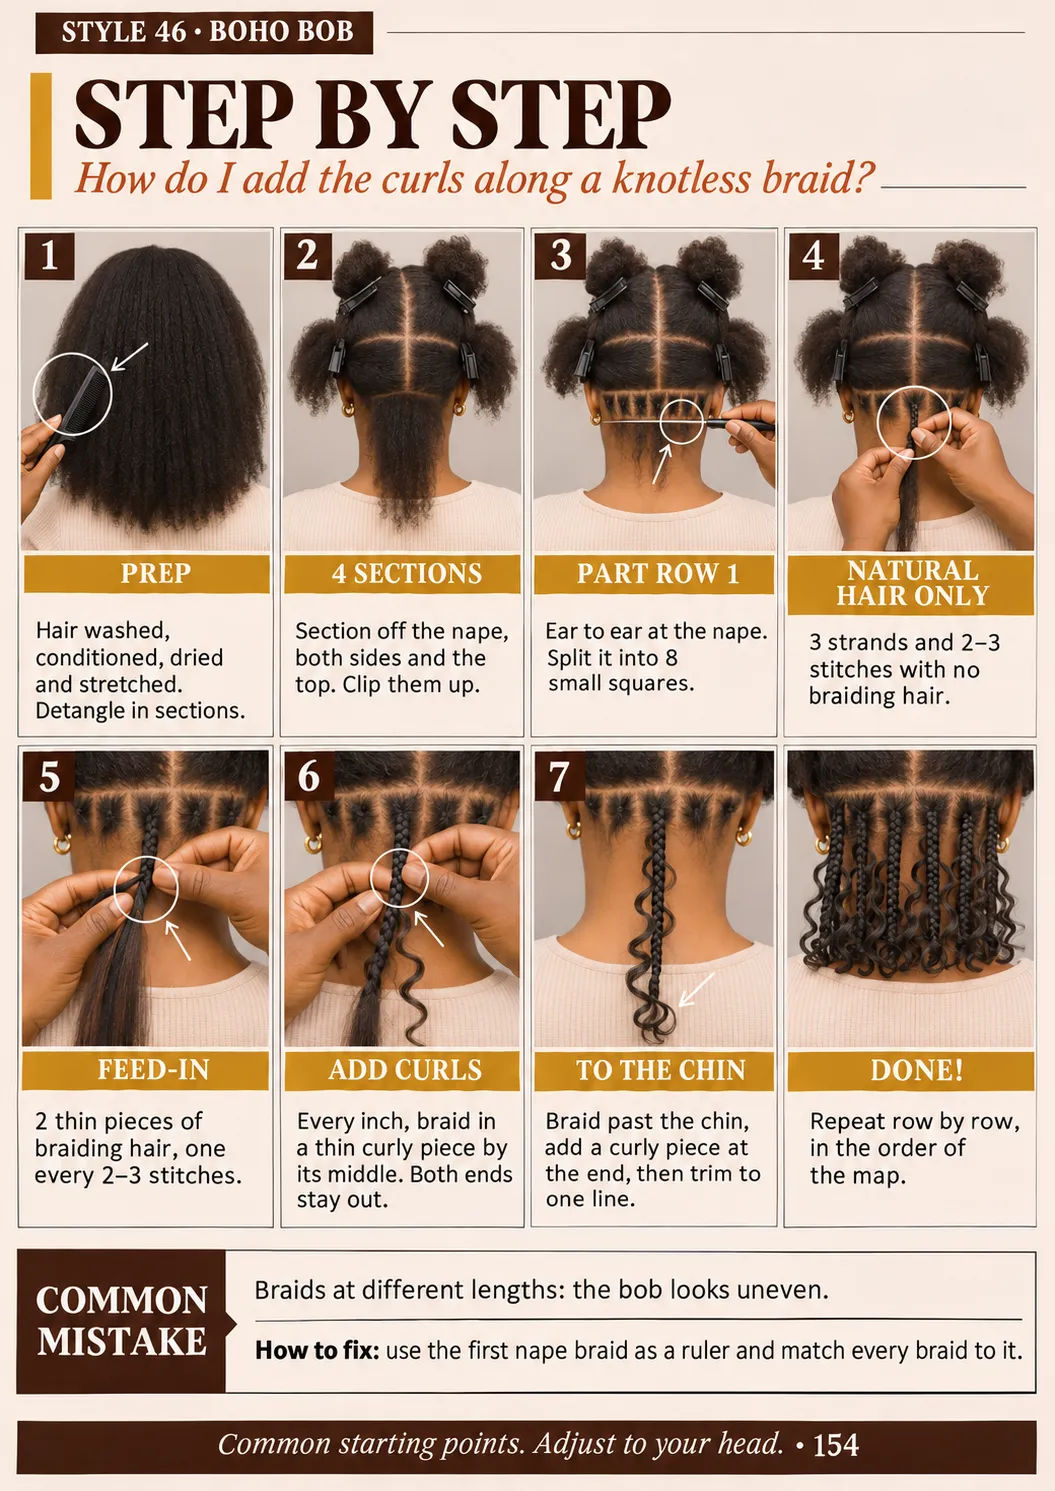 STYLE 46 • BOHO BOB
STEP BY STEP
How do I add the curls along a knotless braid?
1
2
3
4
PREP
Hair washed,
conditioned, dried
and stretched.
Detangle in sections.
4 SECTIONS
Section off the nape,
both sides and the
top. Clip them up.
PART ROW 1
Ear to ear at the nape.
Split it into 8
small squares.
NATURAL
HAIR ONLY
3 strands and 2–3
stitches with no
braiding hair.
5
6
7
FEED-IN
2 thin pieces of
braiding hair, one
every 2–3 stitches.
ADD CURLS
Every inch, braid in
a thin curly piece by
its middle. Both ends
stay out.
TO THE CHIN
Braid past the chin,
add a curly piece at
the end, then trim to
one line.
DONE!
Repeat row by row,
in the order of
the map.
COMMON
MISTAKE
Braids at different lengths: the bob looks uneven.
How to fix: use the first nape braid as a ruler and match every braid to it.
Common starting points. Adjust to your head. • 154